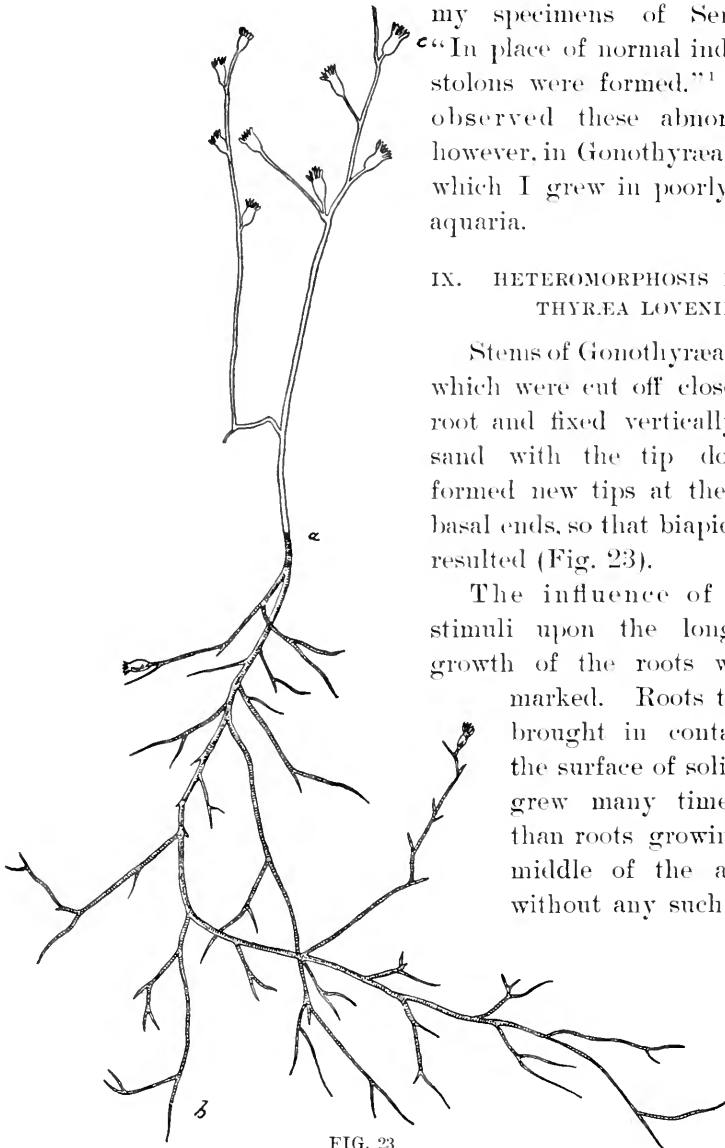 my specimens of Ser
"In place of normal ind
stolons were formed."¹
observed these abnor
however, in Gonothyræa
which I grew in poorly
aquaria.
IX. HETEROMORPHOSIS
THYRÆA LOVENI
Stems of Gonothyræa
which were cut off close
root and fixed vertically
sand with the tip do
formed new tips at the
basal ends, so that biapic
resulted (Fig. 23).
The influence of
stimuli upon the long
growth of the roots w
marked. Roots t
brought in conta
the surface of soli
grew many time
than roots growin
middle of the a
without any such
c
a
b
FIG. 23